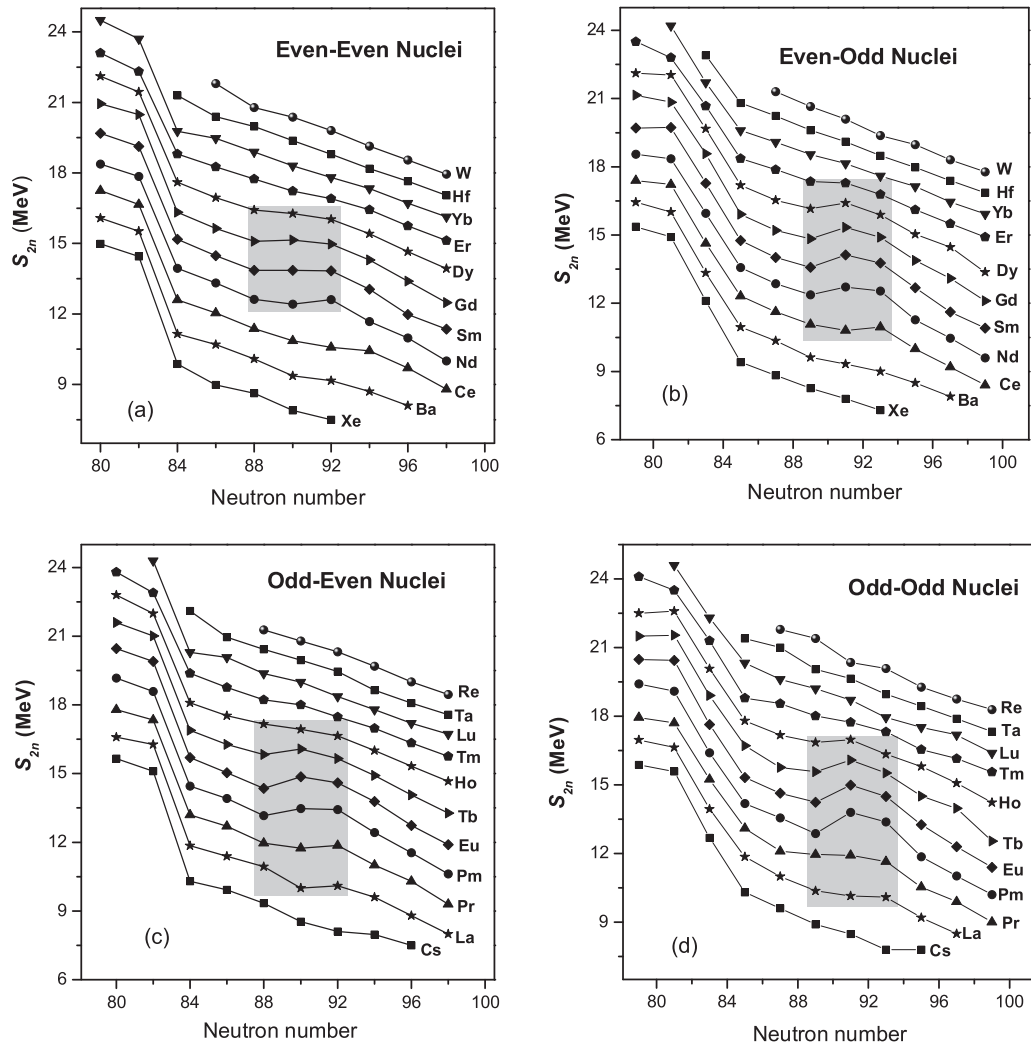 Even-Even Nuclei
24
21
18
15
12
9
S2n (MeV)
W
Hf
Yb
Er
Dy
Gd
Sm
Nd
Ce
Ba
Xe
(a)
80 84 88 92 96 100
Neutron number
Even-Odd Nuclei
24
21
18
15
12
9
6
S2n (MeV)
W
Hf
Yb
Er
Dy
Gd
Sm
Nd
Ce
Ba
Xe
(b)
80 84 88 92 96 100
Neutron number
Odd-Even Nuclei
24
21
18
15
12
9
6
S2n (MeV)
Re
Ta
Lu
Tm
Ho
Tb
Eu
Pm
Pr
La
Cs
(c)
80 84 88 92 96 100
Neutron number
Odd-Odd Nuclei
24
21
18
15
12
9
S2n (MeV)
Re
Ta
Lu
Tm
Ho
Tb
Eu
Pm
Pr
La
Cs
(d)
80 84 88 92 96 100
Neutron number